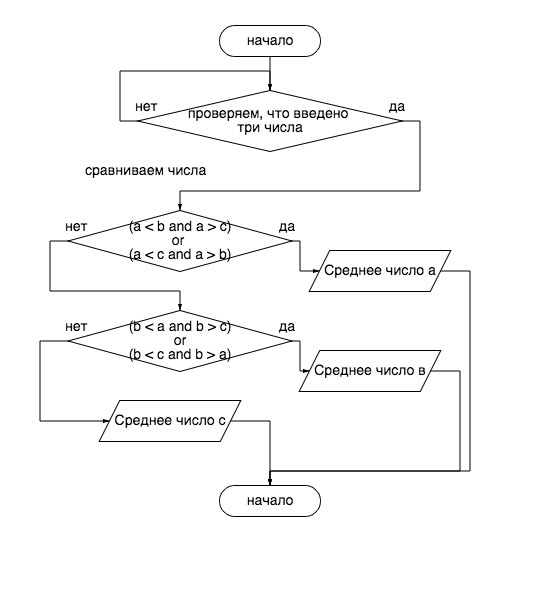 начало
нет
да
проверяем, что введено
три числа
сравниваем числа
нет
(a < b and a > c)
or
(a < c and a > b)
да
Среднее число a
нет
(b < a and b > c)
or
(b < c and b > a)
да
Среднее число в
Среднее число с
начало